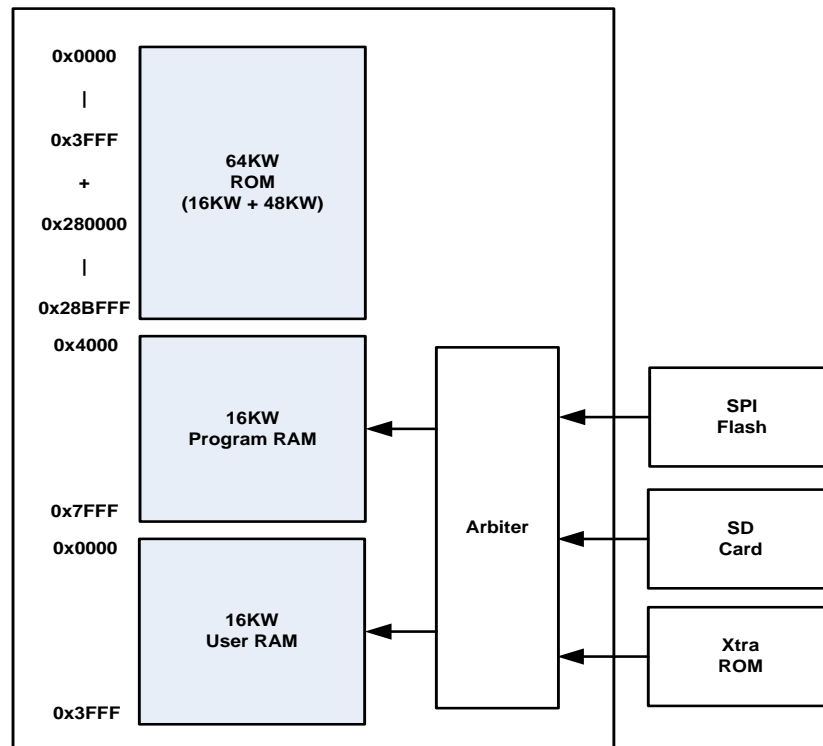 0x0000
|
0x3FFF
+
0x280000
|
0x28BFFF
64KW
ROM
(16KW + 48KW)
0x4000
0x7FFF
16KW
Program RAM
0x0000
0x3FFF
16KW
User RAM
Arbiter
SPI
Flash
SD
Card
Xtra
ROM